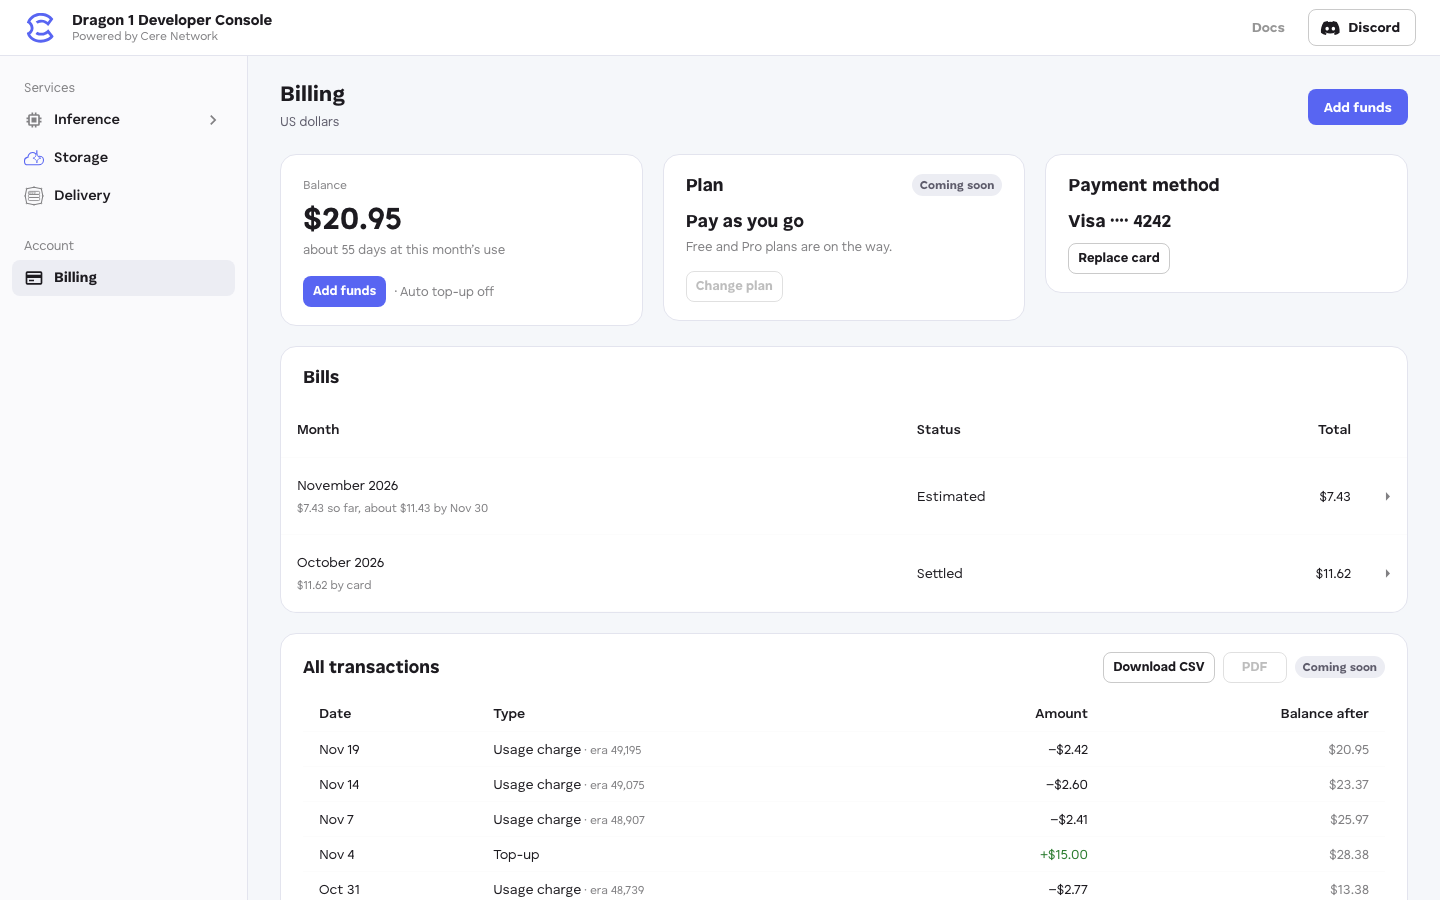 Dragon 1 Developer Console
Powered by Cere Network
Docs
Discord
Services
Inference
Storage
Delivery
Account
Billing
Billing
US dollars
Add funds
Balance
$20.95
about 55 days at this month's use
Add funds
· Auto top-up off
Plan
Coming soon
Pay as you go
Free and Pro plans are on the way.
Change plan
Payment method
Visa •••• 4242
Replace card
Bills
Month Status Total
November 2026
$7.43 so far, about $11.43 by Nov 30
Estimated $7.43
October 2026
$11.62 by card
Settled $11.62
All transactions
Download CSV PDF Coming soon
Date Type Amount Balance after
Nov 19 Usage charge · era 49,195 −$2.42 $20.95
Nov 14 Usage charge · era 49,075 −$2.60 $23.37
Nov 7 Usage charge · era 48,907 −$2.41 $25.97
Nov 4 Top-up +$15.00 $28.38
Oct 31 Usage charge · era 48,739 −$2.77 $13.38